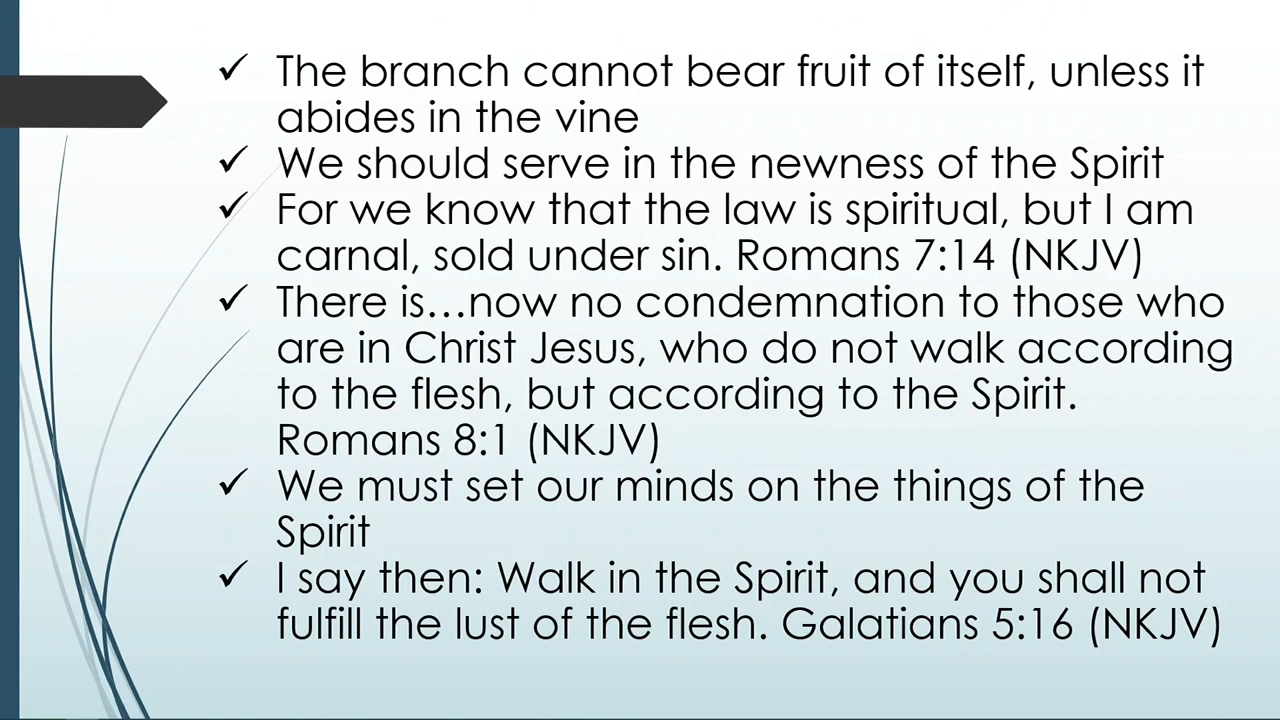 ✓ The branch cannot bear fruit of itself, unless it
abides in the vine
✓ We should serve in the newness of the Spirit
✓ For we know that the law is spiritual, but I am
carnal, sold under sin. Romans 7:14 (NKJV)
✓ There is…now no condemnation to those who
are in Christ Jesus, who do not walk according
to the flesh, but according to the Spirit.
Romans 8:1 (NKJV)
✓ We must set our minds on the things of the
Spirit
✓ I say then: Walk in the Spirit, and you shall not
fulfill the lust of the flesh. Galatians 5:16 (NKJV)